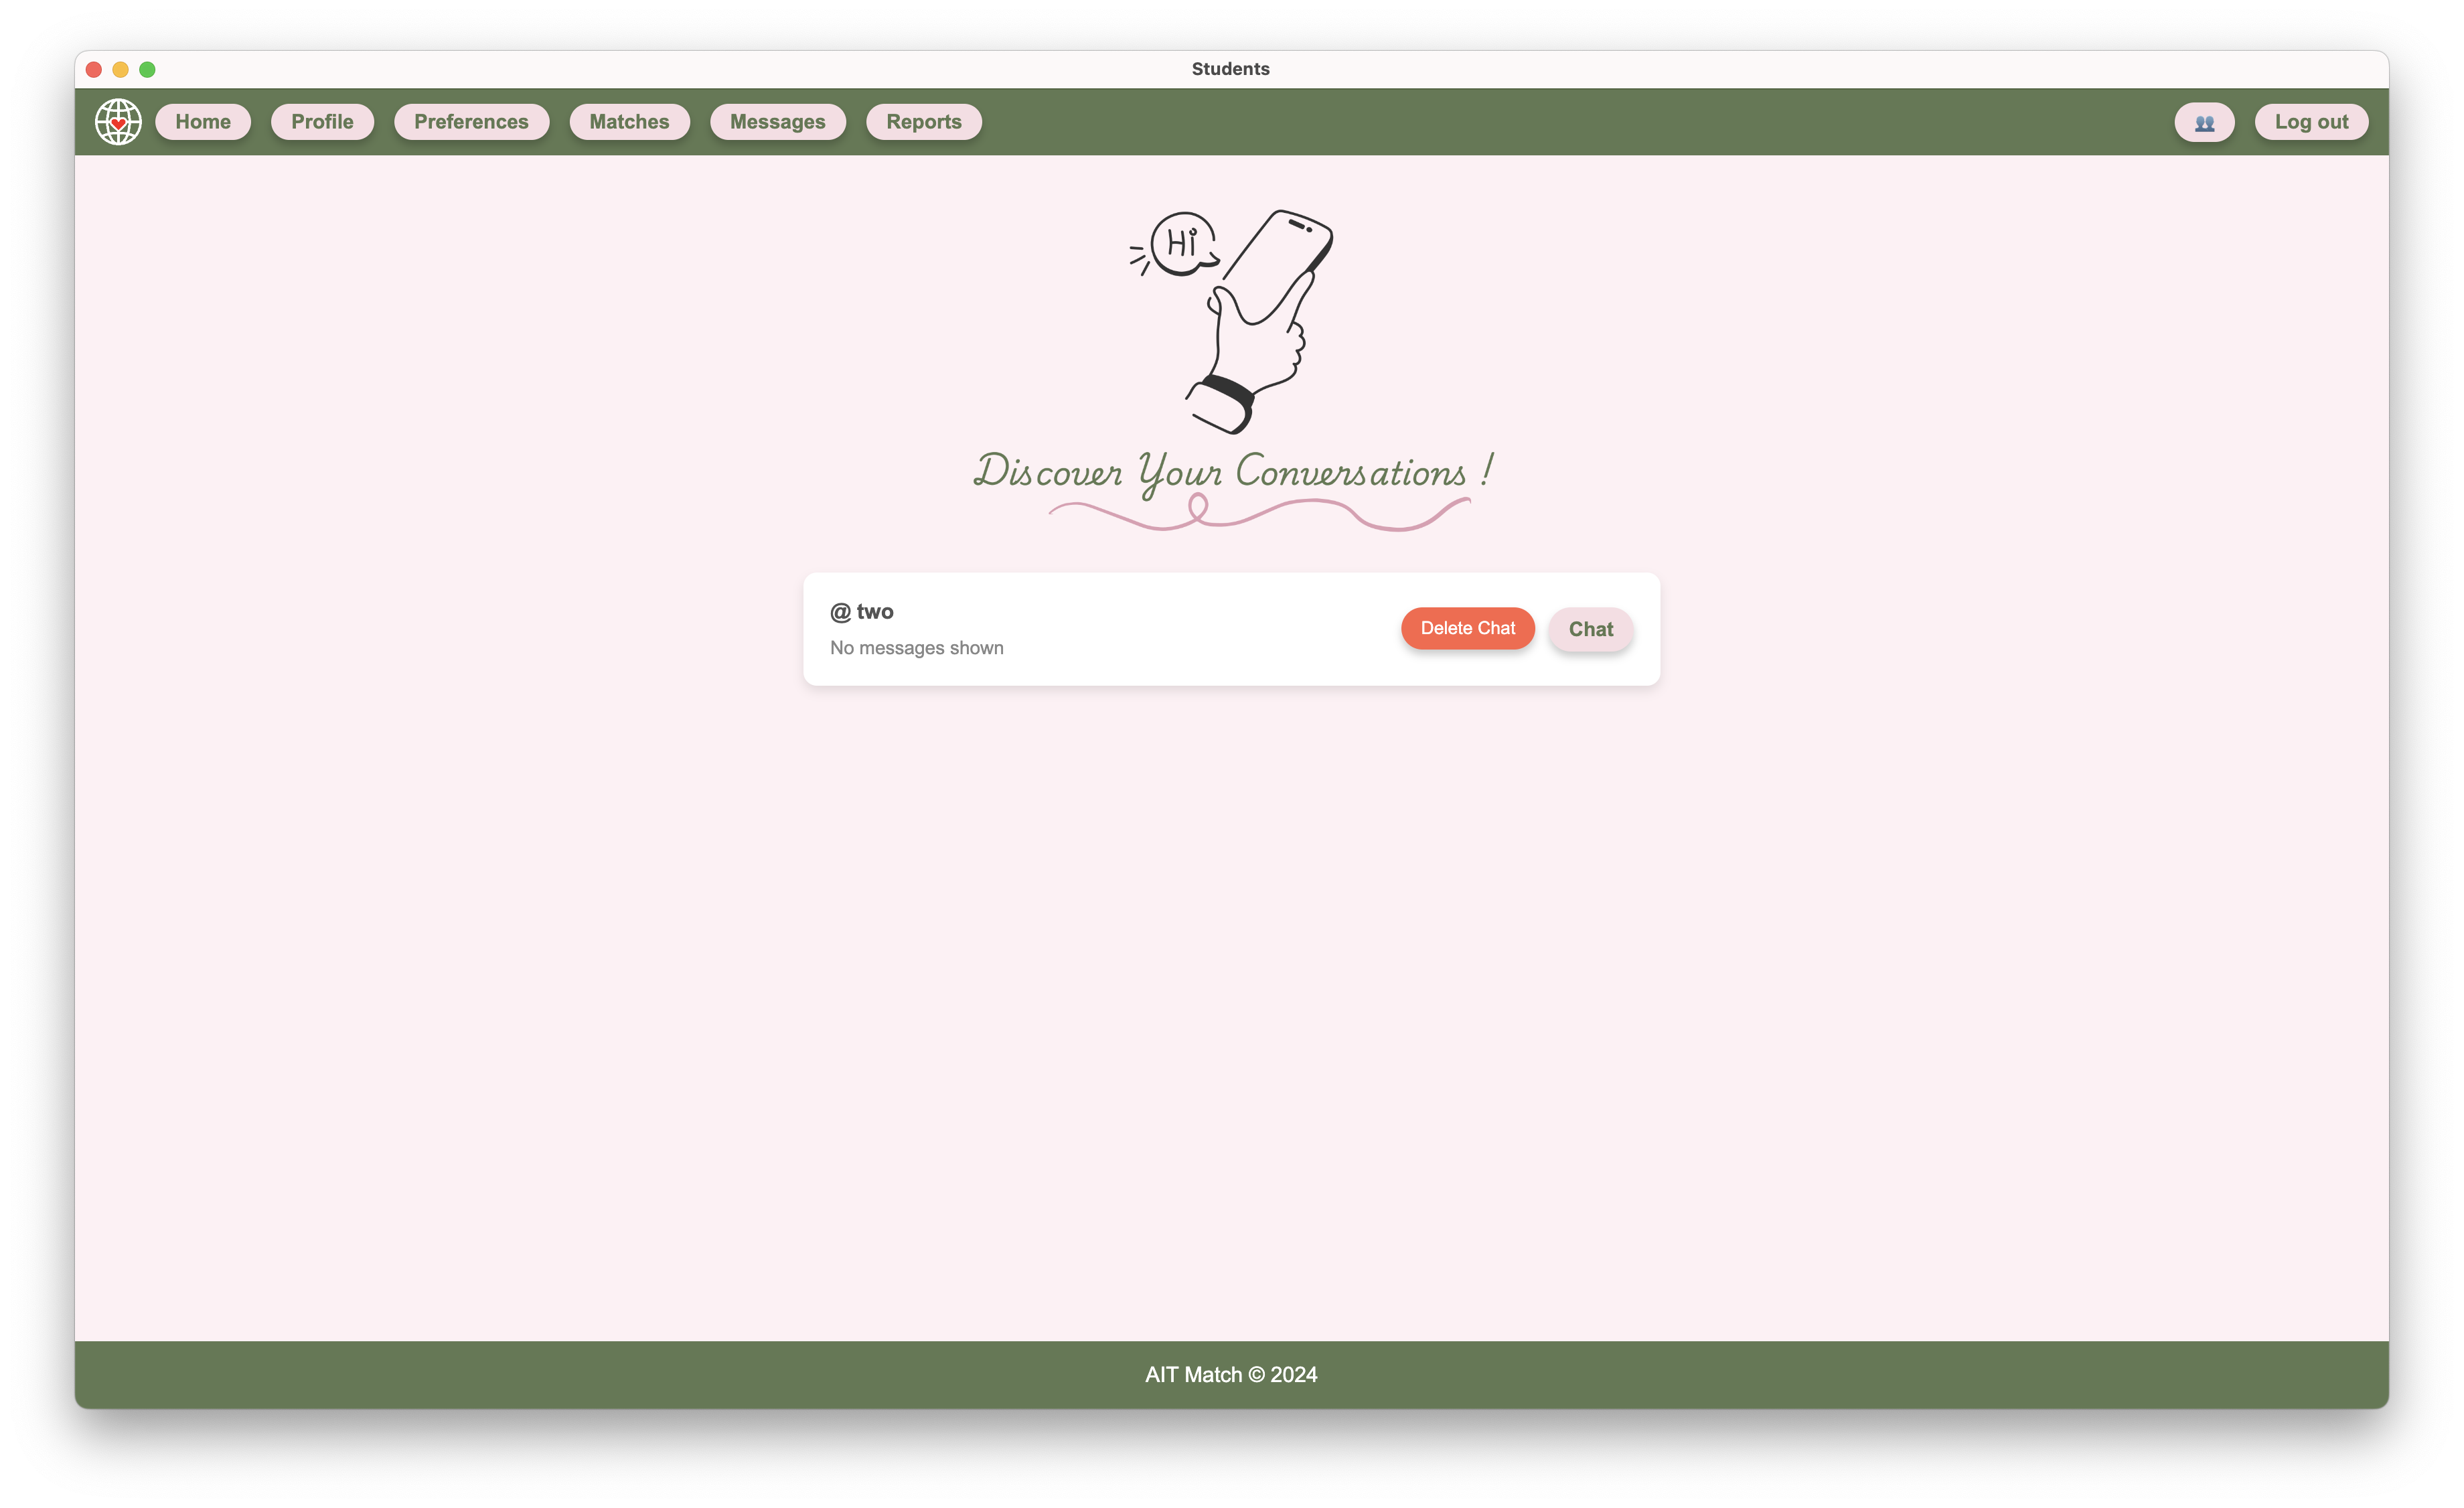 Students
Home Profile Preferences Matches Messages Reports Log out
Hi
Discover Your Conversations !
@ two
No messages shown
Delete Chat Chat
AIT Match © 2024